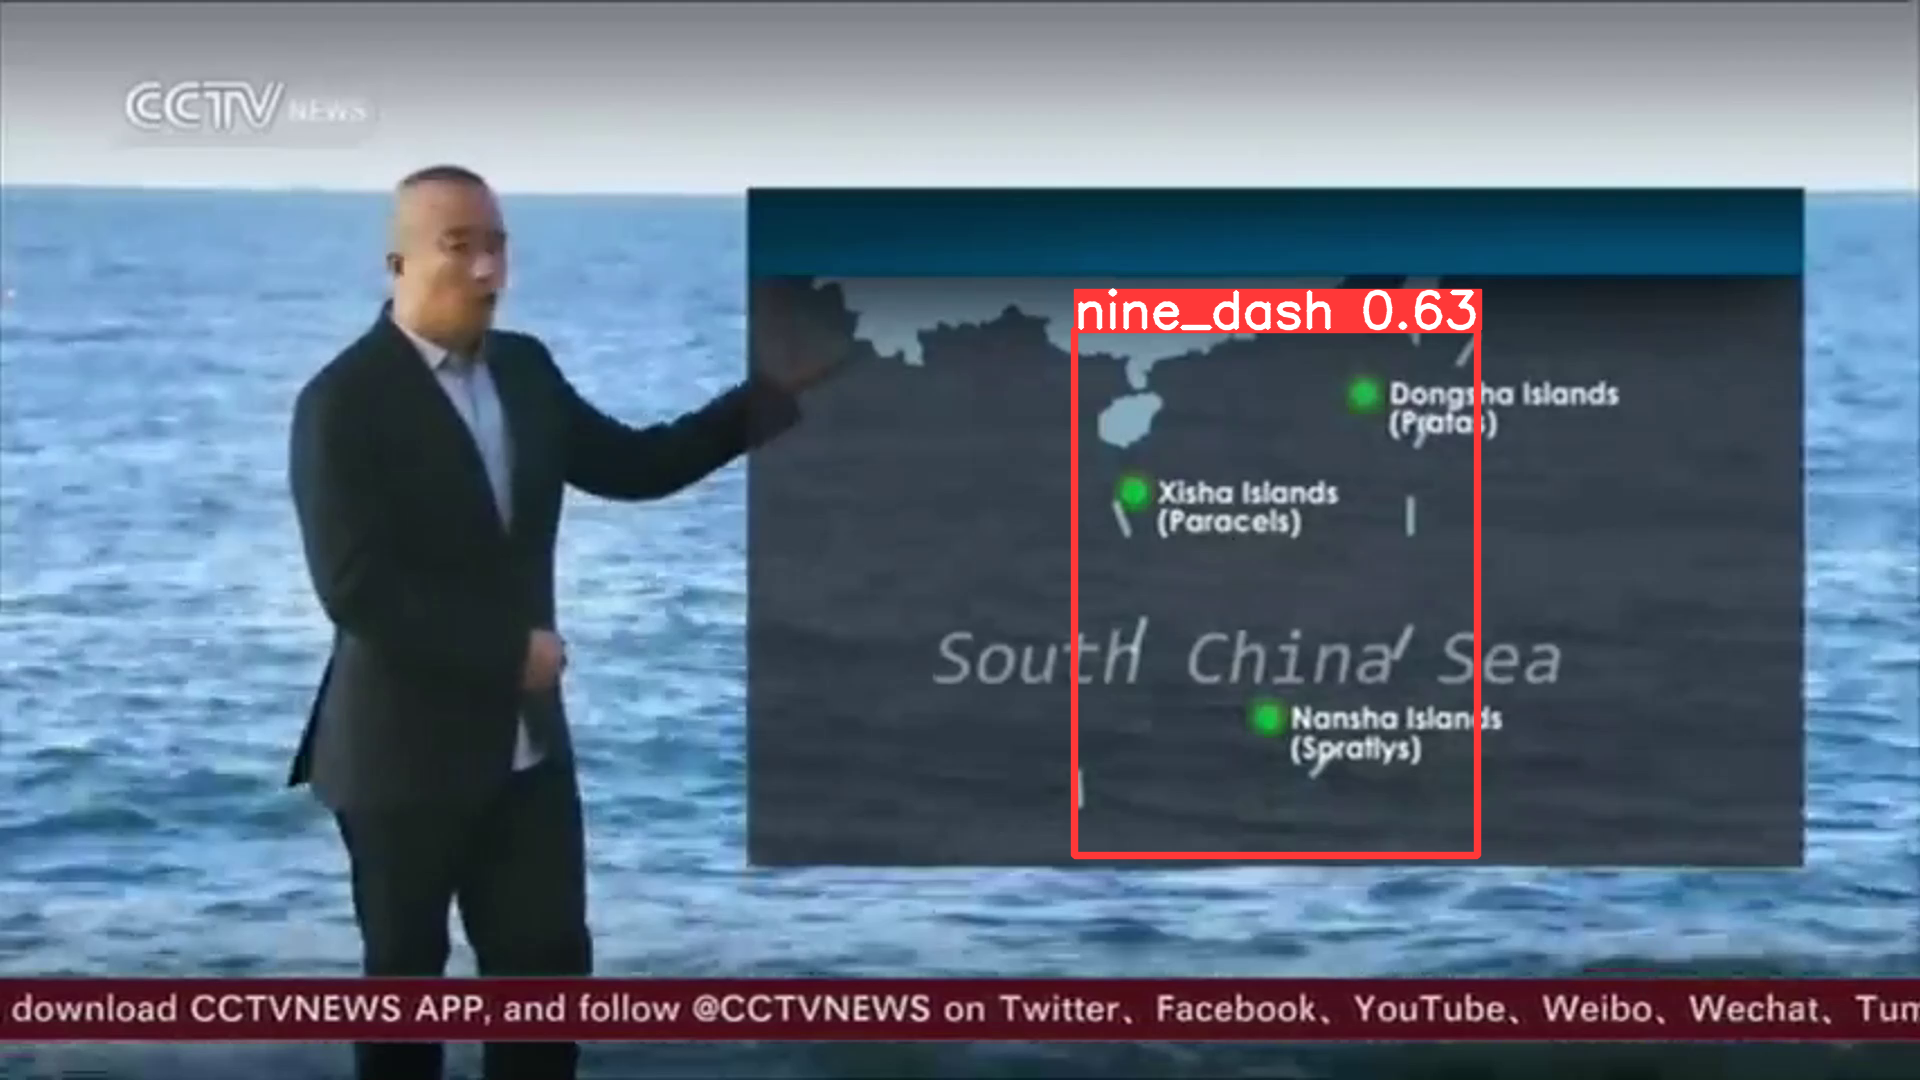 CCTV NEWS
nine_dash 0.63
Dongsha Islands
(Pratas)
Xisha Islands
(Paracels)
South China Sea
Nansha Islands
(Spratlys)
download CCTVNEWS APP, and follow @CCTVNEWS on Twitter、Facebook、YouTube、Weibo、Wechat、Tum